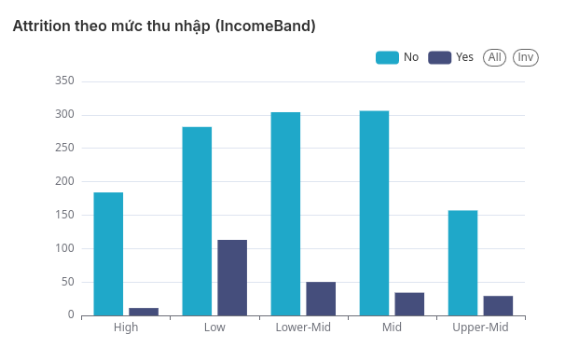 Attrition theo mức thu nhập (IncomeBand)
No Yes All Inv
350
300
250
200
150
100
50
0
High Low Lower-Mid Mid Upper-Mid